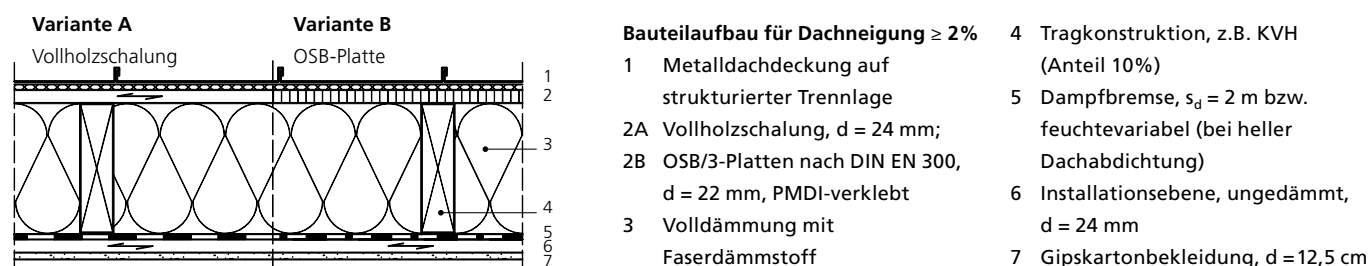 Variante A
Vollholzschalung
Variante B
OSB-Platte
1
2
3
4
5
6
7
Bauteilaufbau für Dachneigung ≥ 2%
1 Metalldachdeckung auf
strukturierter Trennlage
2A Vollholzschalung, d = 24 mm;
2B OSB/3-Platten nach DIN EN 300,
d = 22 mm, PMDI-verklebt
3 Volldämmung mit
Faserdämmstoff
4 Tragkonstruktion, z.B. KVH
(Anteil 10%)
5 Dampfbremse, sd = 2 m bzw.
feuchtevariabel (bei heller
Dachabdichtung)
6 Installationsebene, ungedämmt,
d = 24 mm
7 Gipskartonbekleidung, d =12,5 cm